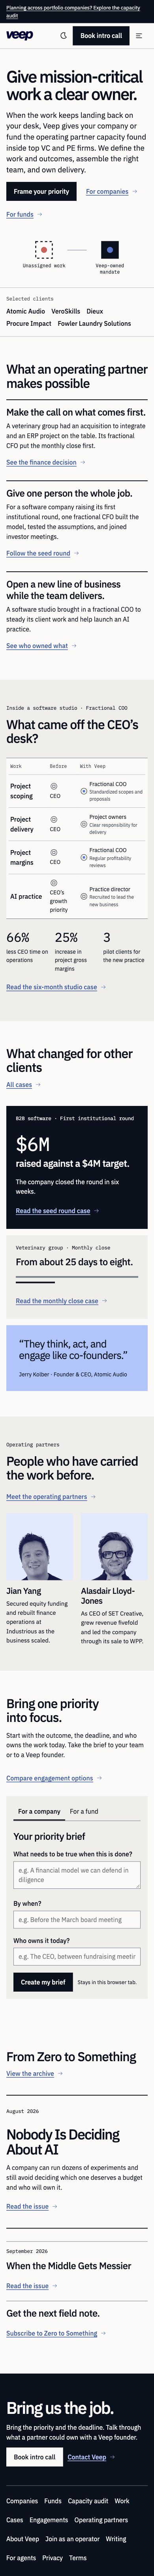 Planning across portfolio companies? Explore the capacity
audit
veep
Book intro call
Give mission-critical
work a clear owner.
When the work keeps landing back on
your desk, Veep gives your company or
fund the operating partner capacity found
inside top VC and PE firms. We define the
work and outcomes, assemble the right
team, and own delivery.
Frame your priority
For companies →
For funds →
Unassigned work
Veep-owned
mandate
Selected clients
Atomic Audio VeroSkills Dieux
Procure Impact Fowler Laundry Solutions
What an operating partner
makes possible
Make the call on what comes first.
A veterinary group had an acquisition to integrate
and an ERP project on the table. Its fractional
CFO put the monthly close first.
See the finance decision →
Give one person the whole job.
For a software company raising its first
institutional round, one fractional CFO built the
model, tested the assumptions, and joined
investor meetings.
Follow the seed round →
Open a new line of business
while the team delivers.
A software studio brought in a fractional COO to
steady its client work and help launch an AI
practice.
See who owned what →
Inside a software studio · Fractional COO
What came off the CEO’s
desk?
Work Before With Veep
Project
scoping
CEO
Fractional COO
Standardized scopes and
proposals
Project
delivery
CEO
Project owners
Clear responsibility for
delivery
Project
margins
CEO
Fractional COO
Regular profitability
reviews
AI practice
CEO’s
growth
priority
Practice director
Recruited to lead the
new business
66%
less CEO time on
operations
25%
increase in
project gross
margins
3
pilot clients for
the new practice
Read the six-month studio case →
What changed for other
clients
All cases →
B2B software · First institutional round
$6M
raised against a $4M target.
The company closed the round in six
weeks.
Read the seed round case →
Veterinary group · Monthly close
From about 25 days to eight.
Read the monthly close case →
“They think, act, and
engage like co-founders.”
Jerry Kolber · Founder & CEO, Atomic Audio
Operating partners
People who have carried
the work before.
Meet the operating partners →
Jian Yang
Secured equity funding
and rebuilt finance
operations at
Industrious as the
business scaled.
Alasdair Lloyd-
Jones
As CEO of SET Creative,
grew revenue fivefold
and led the company
through its sale to WPP.
Bring one priority
into focus.
Start with the outcome, the deadline, and who
owns the work today. Take the brief to your team
or to a Veep founder.
Compare engagement options →
For a company For a fund
Your priority brief
What needs to be true when this is done?
e.g. A financial model we can defend in
diligence
By when?
e.g. Before the March board meeting
Who owns it today?
e.g. The CEO, between fundraising meetin
Create my brief
Stays in this browser tab.
From Zero to Something
View the archive →
August 2026
Nobody Is Deciding
About AI
A company can run dozens of experiments and
still avoid deciding which one deserves a budget
and who will own it.
Read the issue →
September 2026
When the Middle Gets Messier
Read the issue →
Get the next field note.
Subscribe to Zero to Something →
Bring us the job.
Bring the priority and the deadline. Talk through
what a partner could own with a Veep founder.
Book intro call
Contact Veep →
Companies Funds Capacity audit Work
Cases Engagements Operating partners
About Veep Join as an operator Writing
For agents Privacy Terms